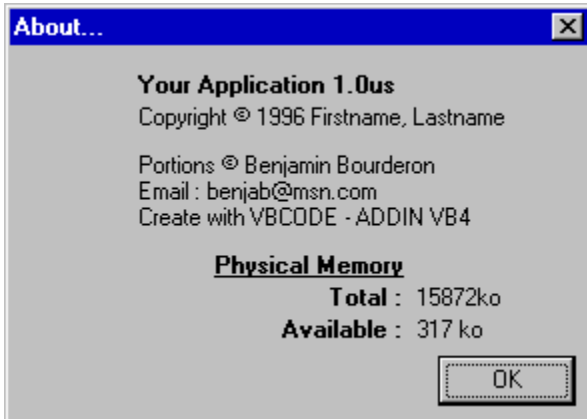 About...
Your Application 1.0us
Copyright © 1996 Firstname, Lastname
Portions © Benjamin Bourderon
Email : benjab@msn.com
Create with VBCODE - ADDIN VB4
Physical Memory
Total : 15872ko
Available : 317 ko
OK